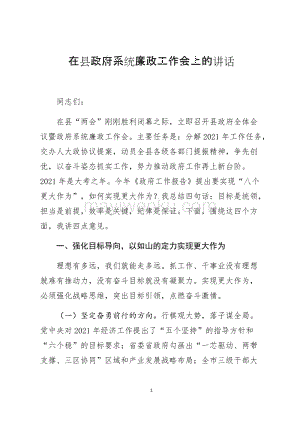 在县政府系统廉政工作会上的讲话
同志们：
在县“两会”刚刚胜利闭幕之际，立即召开县政府全体会
议暨政府系统廉政工作会。主要任务是：分解 2021 年工作任务，
交办人大政协提案，动员全县各级各部门提振精神，争先创
优，以奋斗姿态抓实工作，努力推动政府工作再上新台阶。
2021 年是大考之年。今年《政府工作报告》提出要实现“八个
更大作为”，如何实现更大作为？我总结四句话：目标是统领，
担当是前提，效率是关键，纪律是保证。下面，围绕这四个方
面，我讲四点意见。
一、强化目标导向，以如山的定力实现更大作为
理想有多远，我们就能走多远。抓工作、干事业没有理想
就难有推动力，没有奋斗目标就没有凝聚力。实现更大作为，
必须强化战略思维，突出目标引领，点燃奋斗激情。
（一）坚定奋勇前行的方向。行棋观大势，落子谋全局。
党中央对 2021 年经济工作提出了“五个坚持”的指导方针和
“六个稳”的目标要求；省委省政府勾画出“一芯驱动、两带
支撑、三区协同”区域和产业发展战略布局；全市三级干部大
1